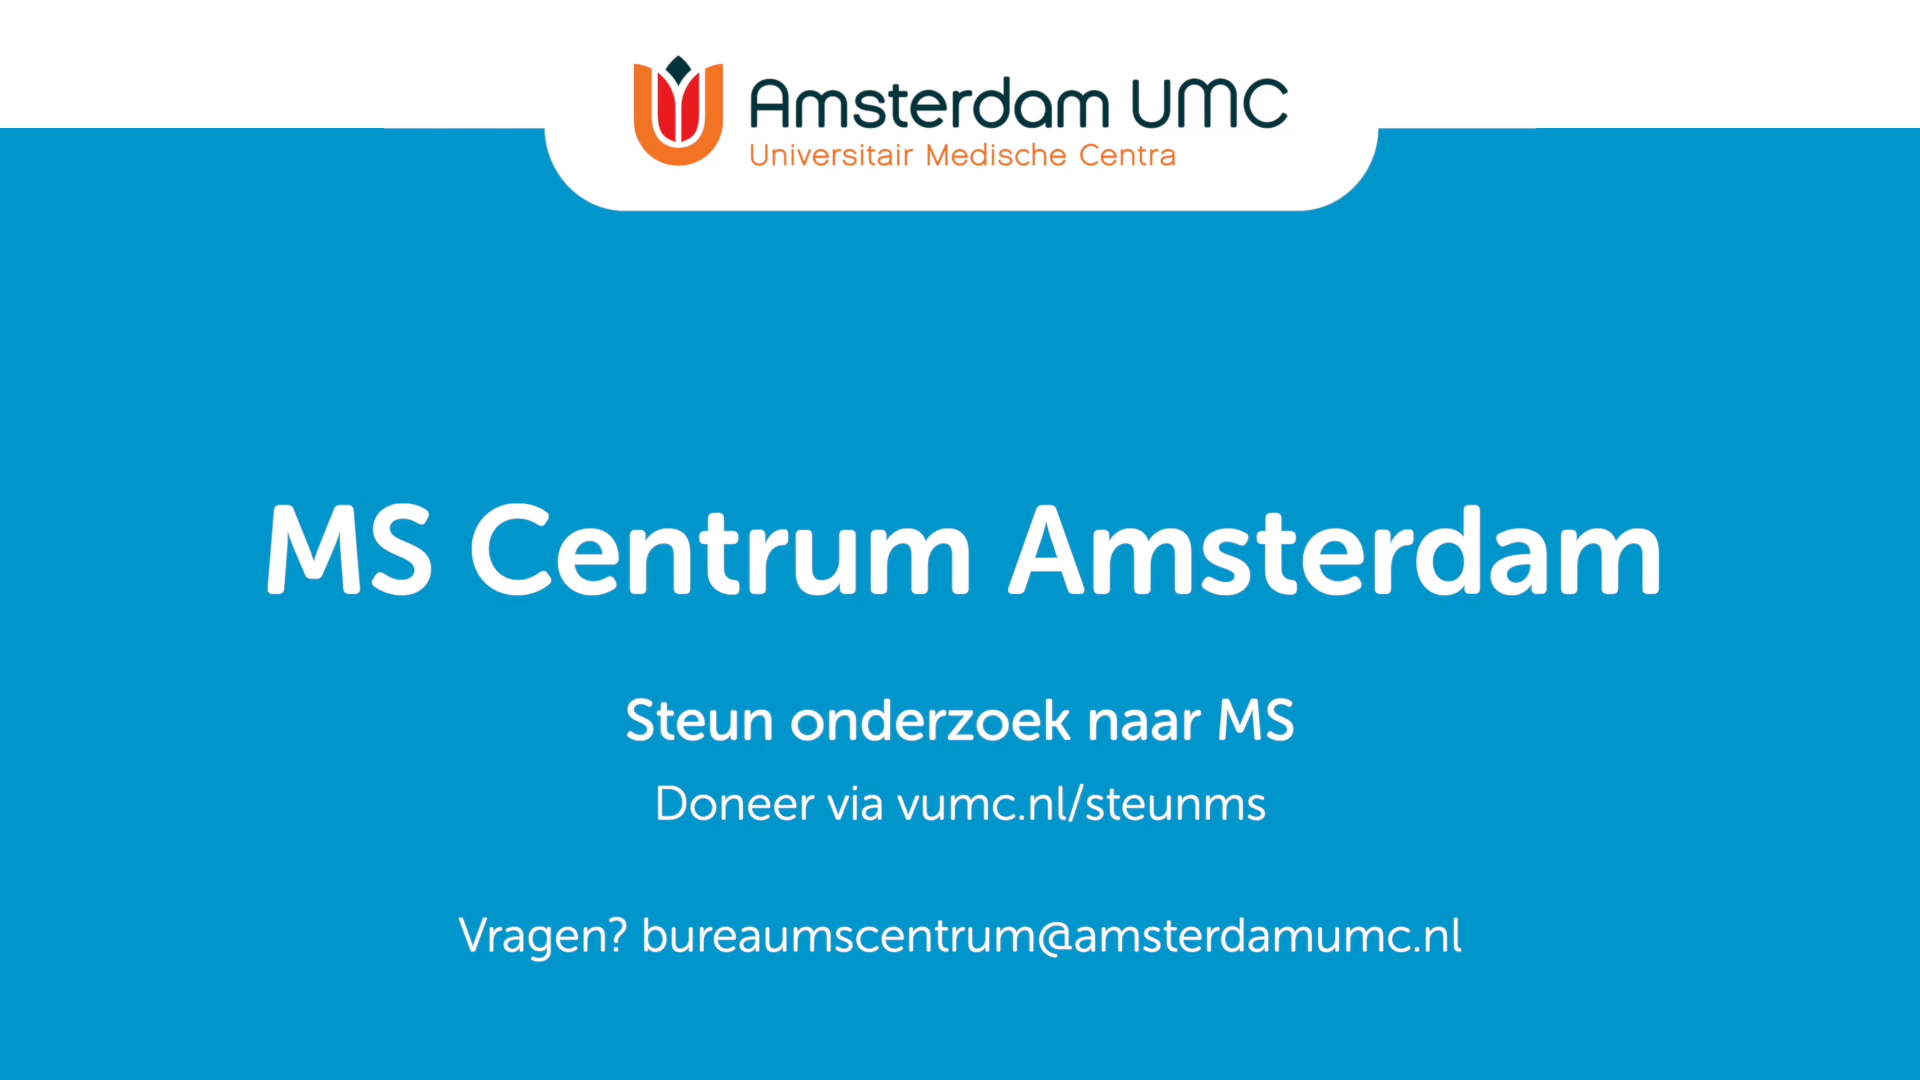 Amsterdam UMC
Universitair Medische Centra
MS Centrum Amsterdam
Steun onderzoek naar MS
Doneer via vumc.nl/steunms
Vragen? bureaumscentrum@amsterdamumc.nl